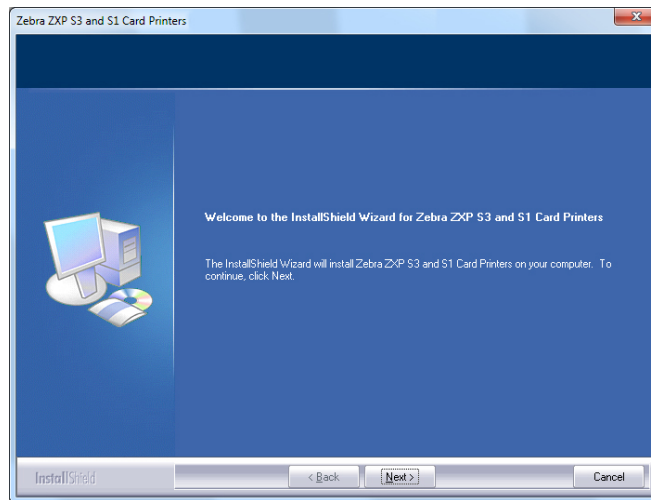 Zebra ZXP S3 and S1 Card Printers
Welcome to the InstallShield Wizard for Zebra ZXP S3 and S1 Card Printers
The InstallShield Wizard will install Zebra ZXP S3 and S1 Card Printers on your computer. To
continue, click Next.
InstallShield
< Back
Next >
Cancel